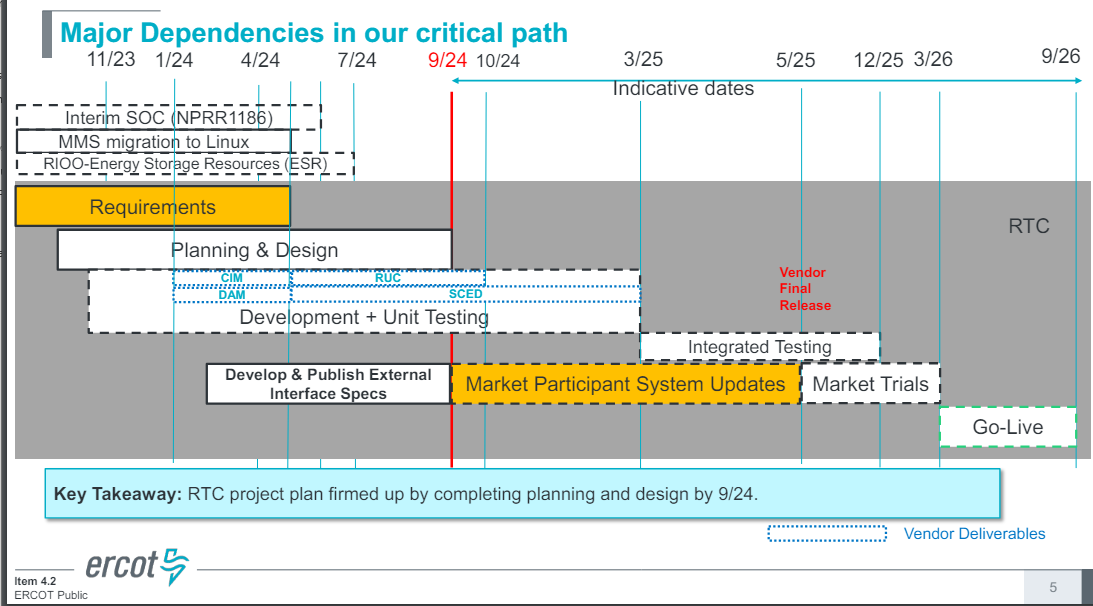 Major Dependencies in our critical path
11/23 1/24 4/24 7/24 9/24 10/24 3/25 5/25 12/25 3/26 9/26
Indicative dates
Interim SOC (NPRR1186)
MMS migration to Linux
RIOO-Energy Storage Resources (ESR)
Requirements
RTC
Planning & Design
CIM RUC
DAM SCED
Development + Unit Testing
Vendor
Final
Release
Integrated Testing
Develop & Publish External
Interface Specs
Market Participant System Updates
Market Trials
Go-Live
Key Takeaway: RTC project plan firmed up by completing planning and design by 9/24.
Vendor Deliverables
ercot
Item 4.2
ERCOT Public
5